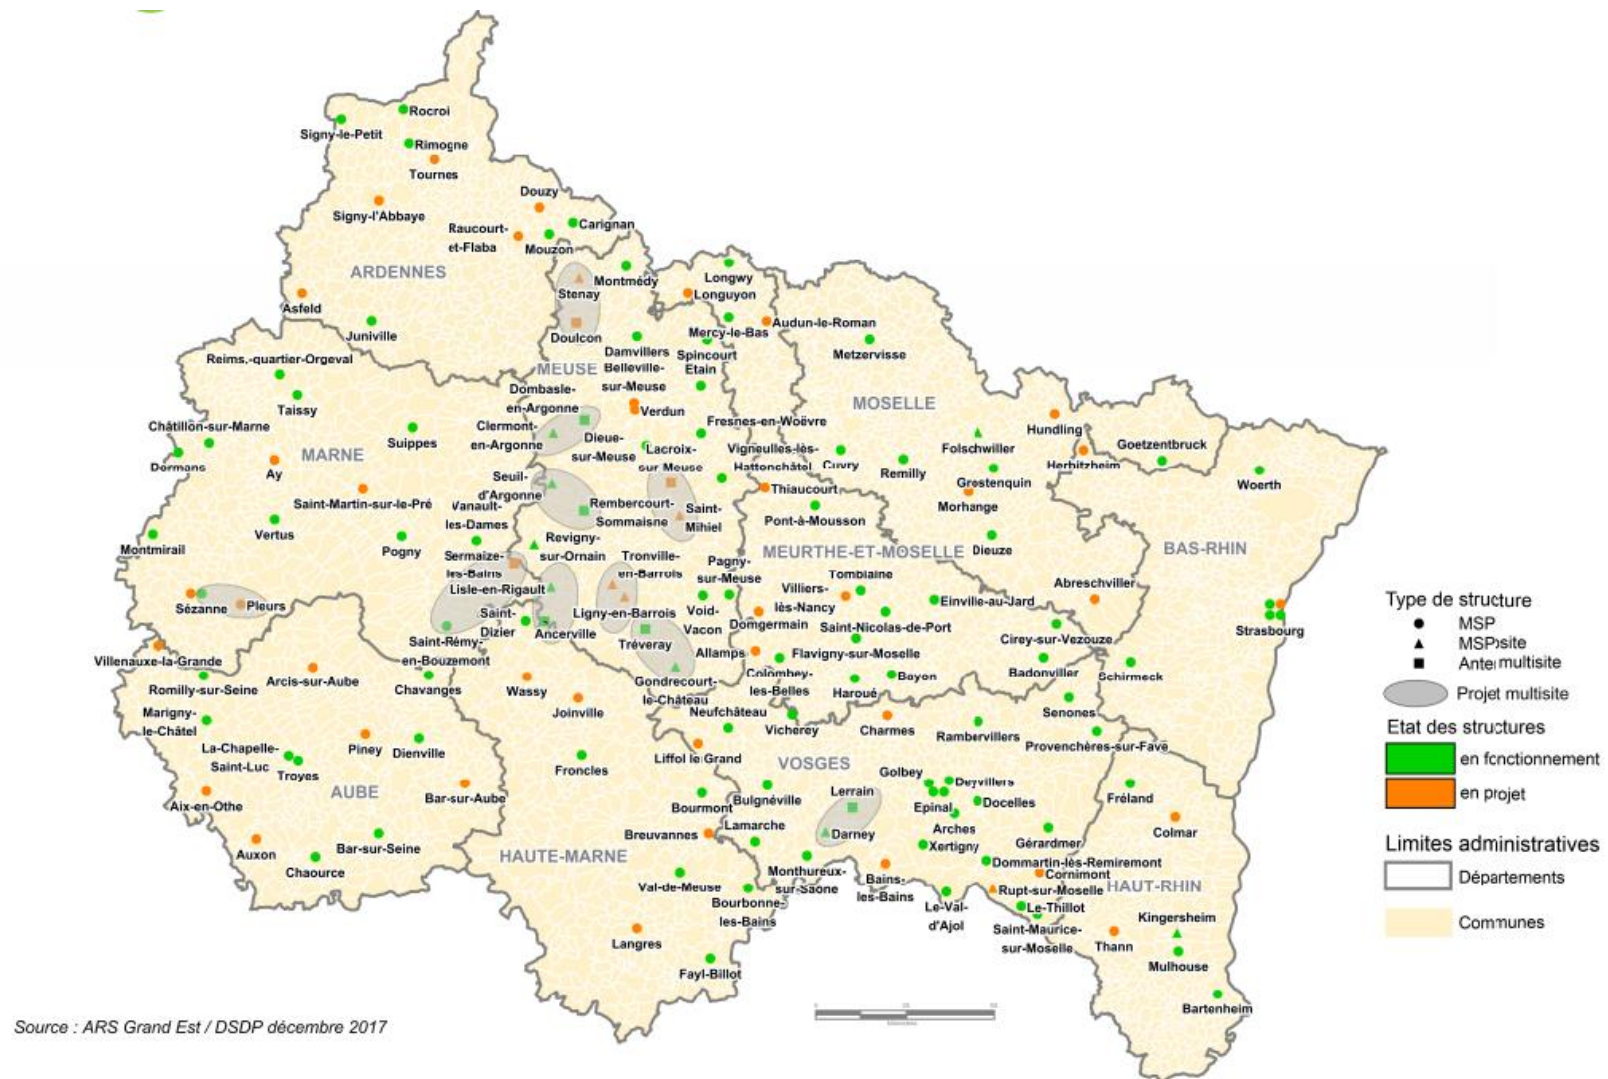 Rocroi
Signy-le-Petit
Rimogne
Tournes
Douzy
Signy-l'Abbaye
Carignan
Raucourt-
et-Flaba
Mouzon
ARDENNES
Montmédy
Longwy
Stenay
Longuyon
Asfeld
Juniville
Doulcon
Mercy-le-Bas
Audun-le-Roman
Damvillers
Spincourt
Metzervisse
Reims.-quartier-Orgeval
MEUSE
Belleville-
sur-Meuse
Etain
Dombasle-
en-Argonne
Taissy
Verdun
MOSELLE
Châtillon-sur-Marne
Suippes
Clermont-
en-Argonne
Fresnes-en-Woëvre
Hundling
Goetzentbruck
Dieue-
sur-Meuse
Lacroix-
sur-Meuse
Vigneulles-lès-
Hattonchâtel
Folschwiller
Dormans
MARNE
Ay
Cuvry
Remilly
Herbitzheim
Woerth
Seuil-
d'Argonne
Grostenquin
Thiaucourt
Morhange
Saint-Martin-sur-le-Pré
Vanault-
les-Dames
Rembercourt-
Sommaisne
Saint-
Mihiel
Pont-à-Mousson
Vertus
Pogny
Montmirail
Revigny-
sur-Ornain
MEURTHE-ET-MOSELLE
Dieuze
BAS-RHIN
Sermaize-
les-Bains
Tronville-
en-Barrois
Pagny-
sur-Meuse
Tomblaine
Villiers-
lès-Nancy
Abreschviller
Lisle-en-Rigault
Einville-au-Jard
Sézanne
Pleurs
Ligny-en-Barrois
Void-
Vacon
Domgermain
Saint-Nicolas-de-Port
Saint-
Dizier
Ancerville
Cirey-sur-Vezouze
Strasbourg
Saint-Rémy-
en-Bouzemont
Tréveray
Allamps
Flavigny-sur-Moselle
Villenauxe-la-Grande
Colombey-
les-Belles
Bayon
Badonviller
Schirmeck
Romilly-sur-Seine
Arcis-sur-Aube
Chavanges
Wassy
Gondrecourt-
le-Château
Haroué
Joinville
Neufchâteau
Senones
Marigny-
le-Châtel
Vicherey
Charmes
Rambervillers
Provenchères-sur-Fave
La-Chapelle-
Saint-Luc
Troyes
Piney
Dienville
Liffol le Grand
VOSGES
Froncles
Golbey
Deyvillers
AUBE
Bar-sur-Aube
Aix-en-Othe
Bourmont
Bulgnéville
Lerrain
Epinal
Docelles
Fréland
Breuvannes
Lamarche
Darney
Arches
Colmar
Auxon
Bar-sur-Seine
Xertigny
Gérardmer
HAUTE-MARNE
Chaource
Monthureux-
sur-Saône
Dommartin-lès-Remiremont
Cornimont
Bains-
les-Bains
Val-de-Meuse
Rupt-sur-Moselle
HAUT-RHIN
Bourbonne-
les-Bains
Le-Val-
d'Ajol
Le-Thillot
Kingersheim
Langres
Saint-Maurice-
sur-Moselle
Thann
Mulhouse
Fayl-Billot
Bartenheim
Type de structure
MSP
MSP site
Ante multisite
Projet multisite
Etat des structures
en fonctionnement
en projet
Limites administratives
Départements
Communes
Source : ARS Grand Est / DSDP décembre 2017